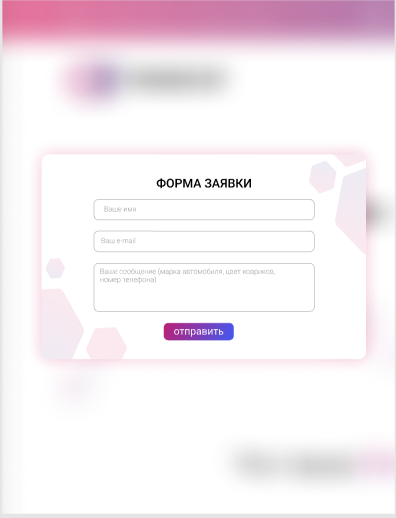 ФОРМА ЗАЯВКИ
Ваше имя
Ваш e-mail
Ваше сообщение (марка автомобиля, цвет ковриков,
номер телефона)
отправить